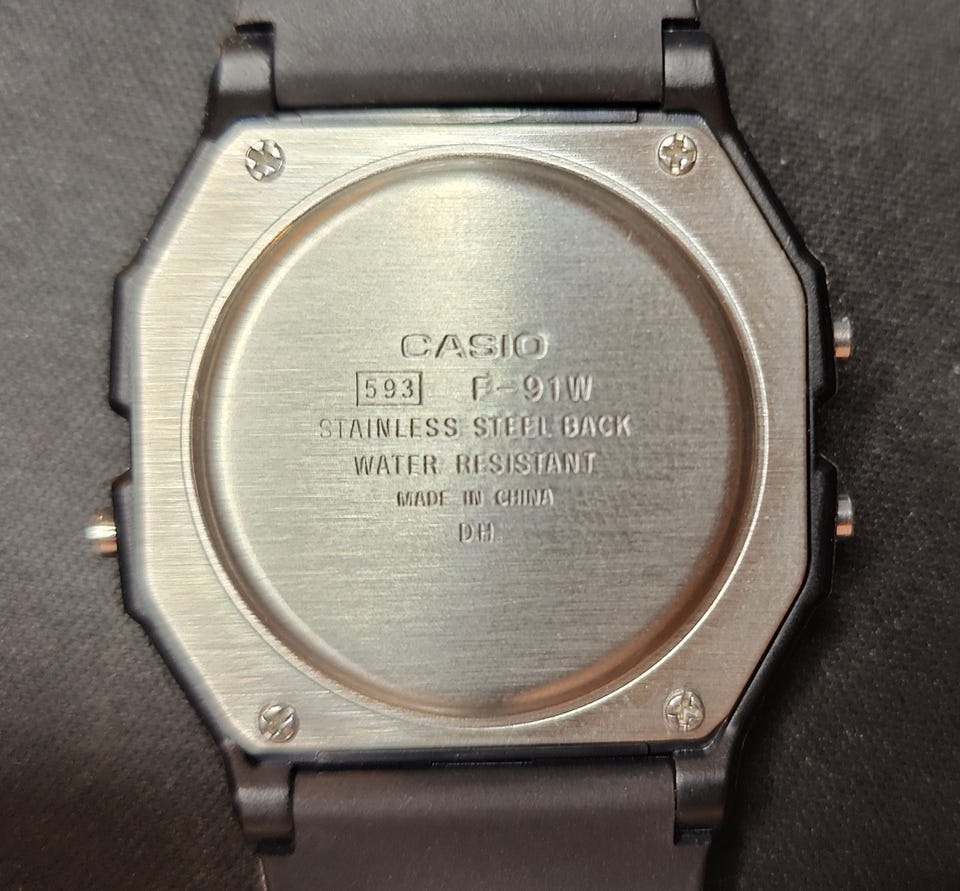 CASIO
593 F-91W
STAINLESS STEEL BACK
WATER RESISTANT
MADE IN CHINA
DH